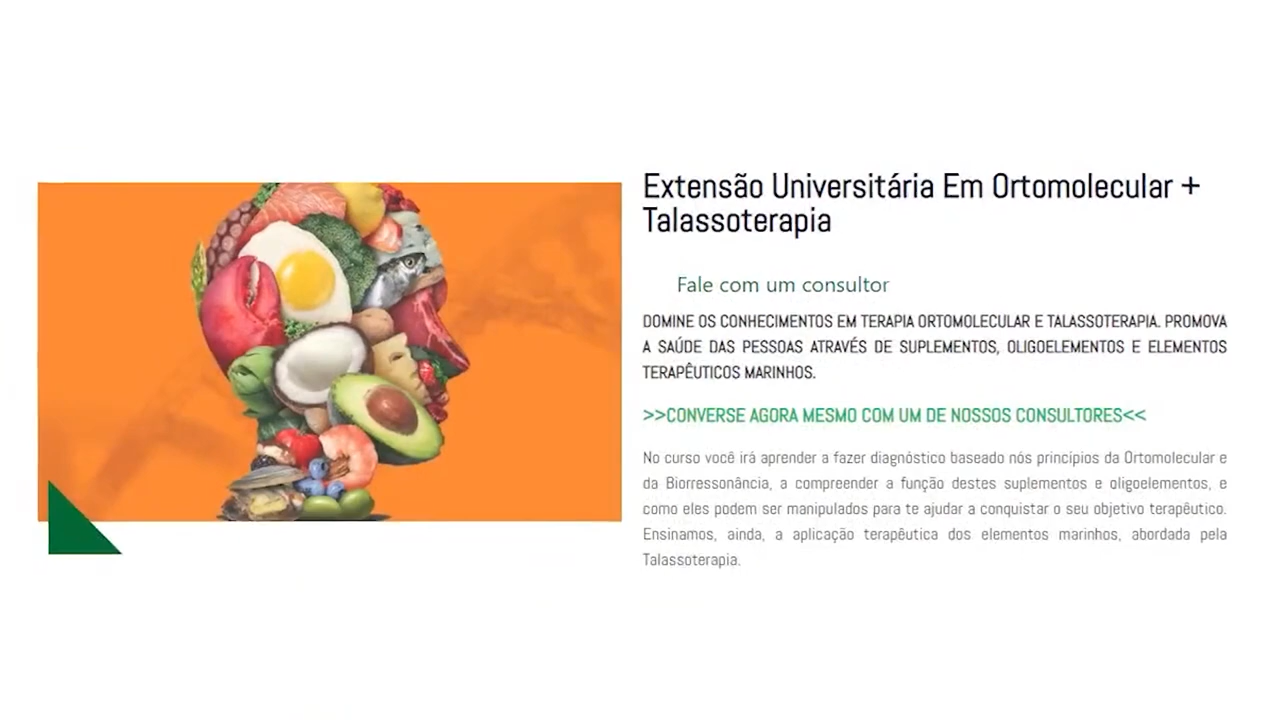 Extensão Universitária Em Ortomolecular +
Talassoterapia
Fale com um consultor
DOMINE OS CONHECIMENTOS EM TERAPIA ORTOMOLECULAR E TALASSOTERAPIA. PROMOVA
A SAÚDE DAS PESSOAS ATRAVÉS DE SUPLEMENTOS, OLIGOELEMENTOS E ELEMENTOS
TERAPÊUTICOS MARINHOS.
>>CONVERSE AGORA MESMO COM UM DE NOSSOS CONSULTORES<<
No curso você irá aprender a fazer diagnóstico baseado nós princípios da Ortomolecular e
da Biorressonância, a compreender a função destes suplementos e oligoelementos, e
como eles podem ser manipulados para te ajudar a conquistar o seu objetivo terapêutico.
Ensinamos, ainda, a aplicação terapêutica dos elementos marinhos, abordada pela
Talassoterapia.